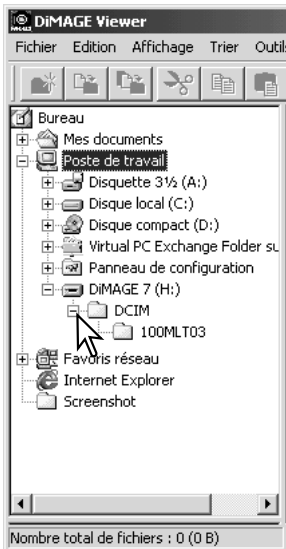 DiMAGE Viewer
Fichier Edition Affichage Trier Outil
Bureau
Mes documents
Poste de travail
Disquette 3½ (A:)
Disque local (C:)
Disque compact (D:)
Virtual PC Exchange Folder su
Panneau de configuration
DiMAGE 7 (H:)
DCIM
100MLT03
Favoris réseau
Internet Explorer
Screenshot
Nombre total de fichiers : 0 (0 B)